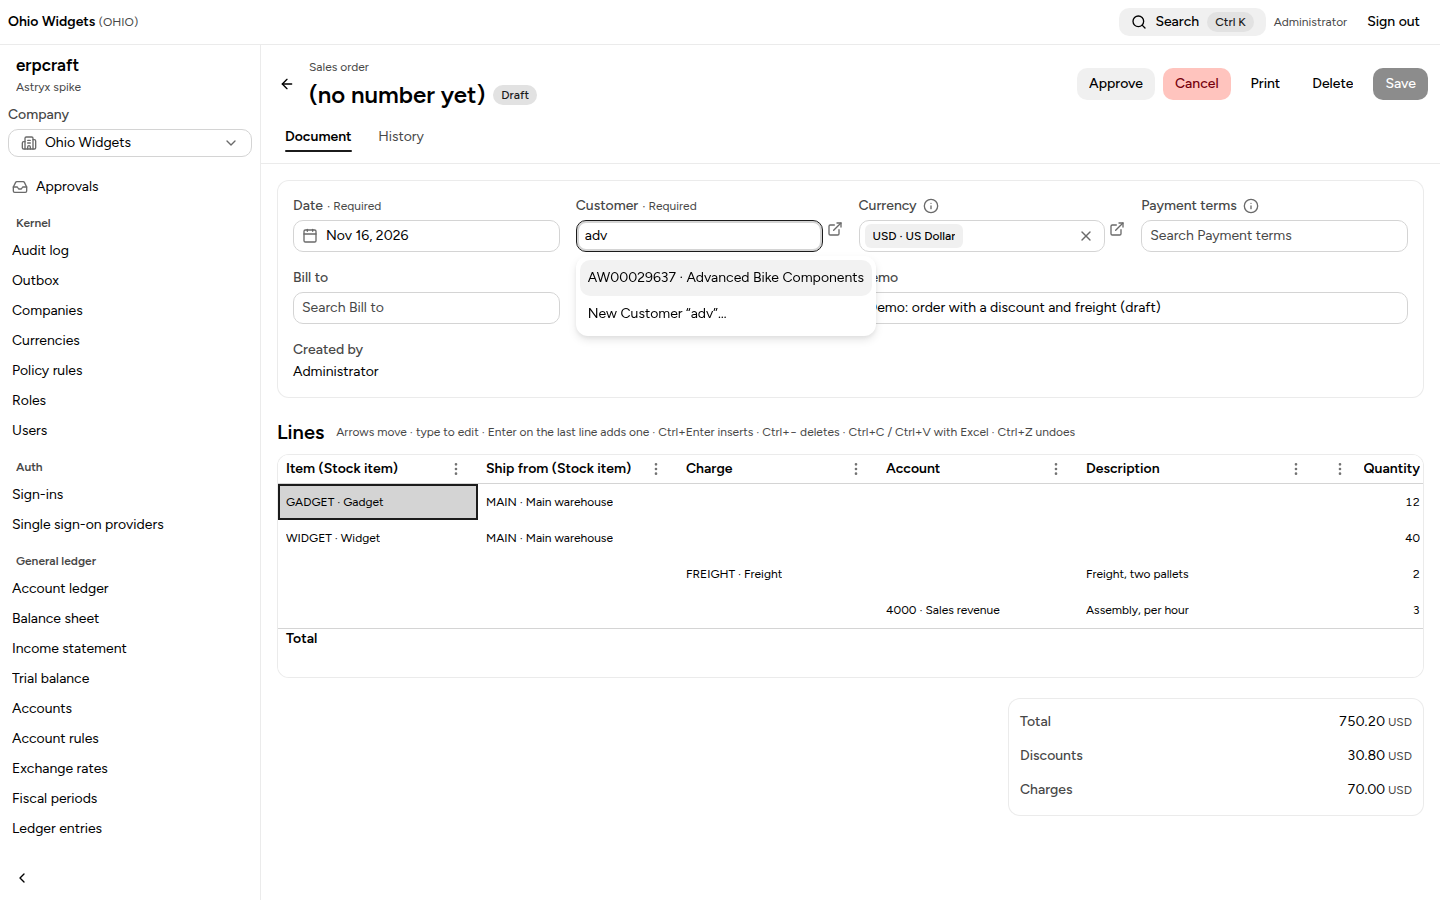 Ohio Widgets (OHIO)
Search Ctrl K Administrator Sign out
erpcraft
Astryx spike
Company
Ohio Widgets
Approvals
Kernel
Audit log
Outbox
Companies
Currencies
Policy rules
Roles
Users
Auth
Sign-ins
Single sign-on providers
General ledger
Account ledger
Balance sheet
Income statement
Trial balance
Accounts
Account rules
Exchange rates
Fiscal periods
Ledger entries
Sales order
(no number yet) Draft
Approve Cancel Print Delete Save
Document History
Date · Required Customer · Required Currency Payment terms
Nov 16, 2026 adv USD · US Dollar Search Payment terms
AW00029637 · Advanced Bike Components
New Customer “adv”…
Bill to
Search Bill to emo: order with a discount and freight (draft)
Created by
Administrator
Lines Arrows move · type to edit · Enter on the last line adds one · Ctrl+Enter inserts · Ctrl+− deletes · Ctrl+C / Ctrl+V with Excel · Ctrl+Z undoes
Item (Stock item) Ship from (Stock item) Charge Account Description Quantity
GADGET · Gadget MAIN · Main warehouse 12
WIDGET · Widget MAIN · Main warehouse 40
FREIGHT · Freight Freight, two pallets 2
4000 · Sales revenue Assembly, per hour 3
Total
Total 750.20 USD
Discounts 30.80 USD
Charges 70.00 USD